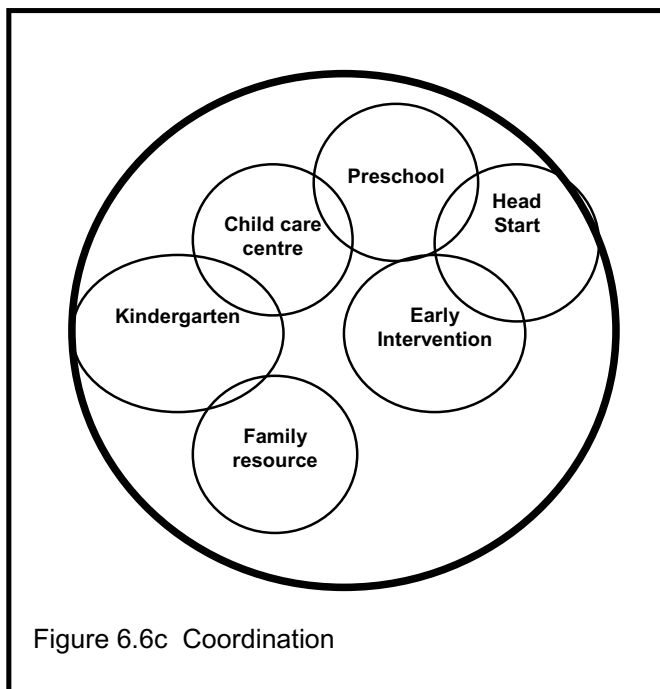 Preschool
Head
Start
Child care
centre
Kindergarten
Early
Intervention
Family
resource
Figure 6.6c  Coordination